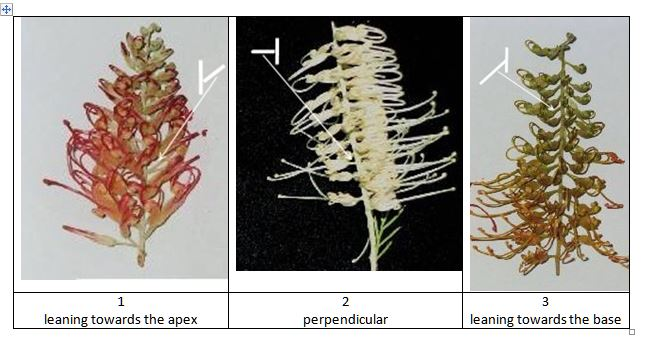 1
leaning towards the apex
2
perpendicular
3
leaning towards the base